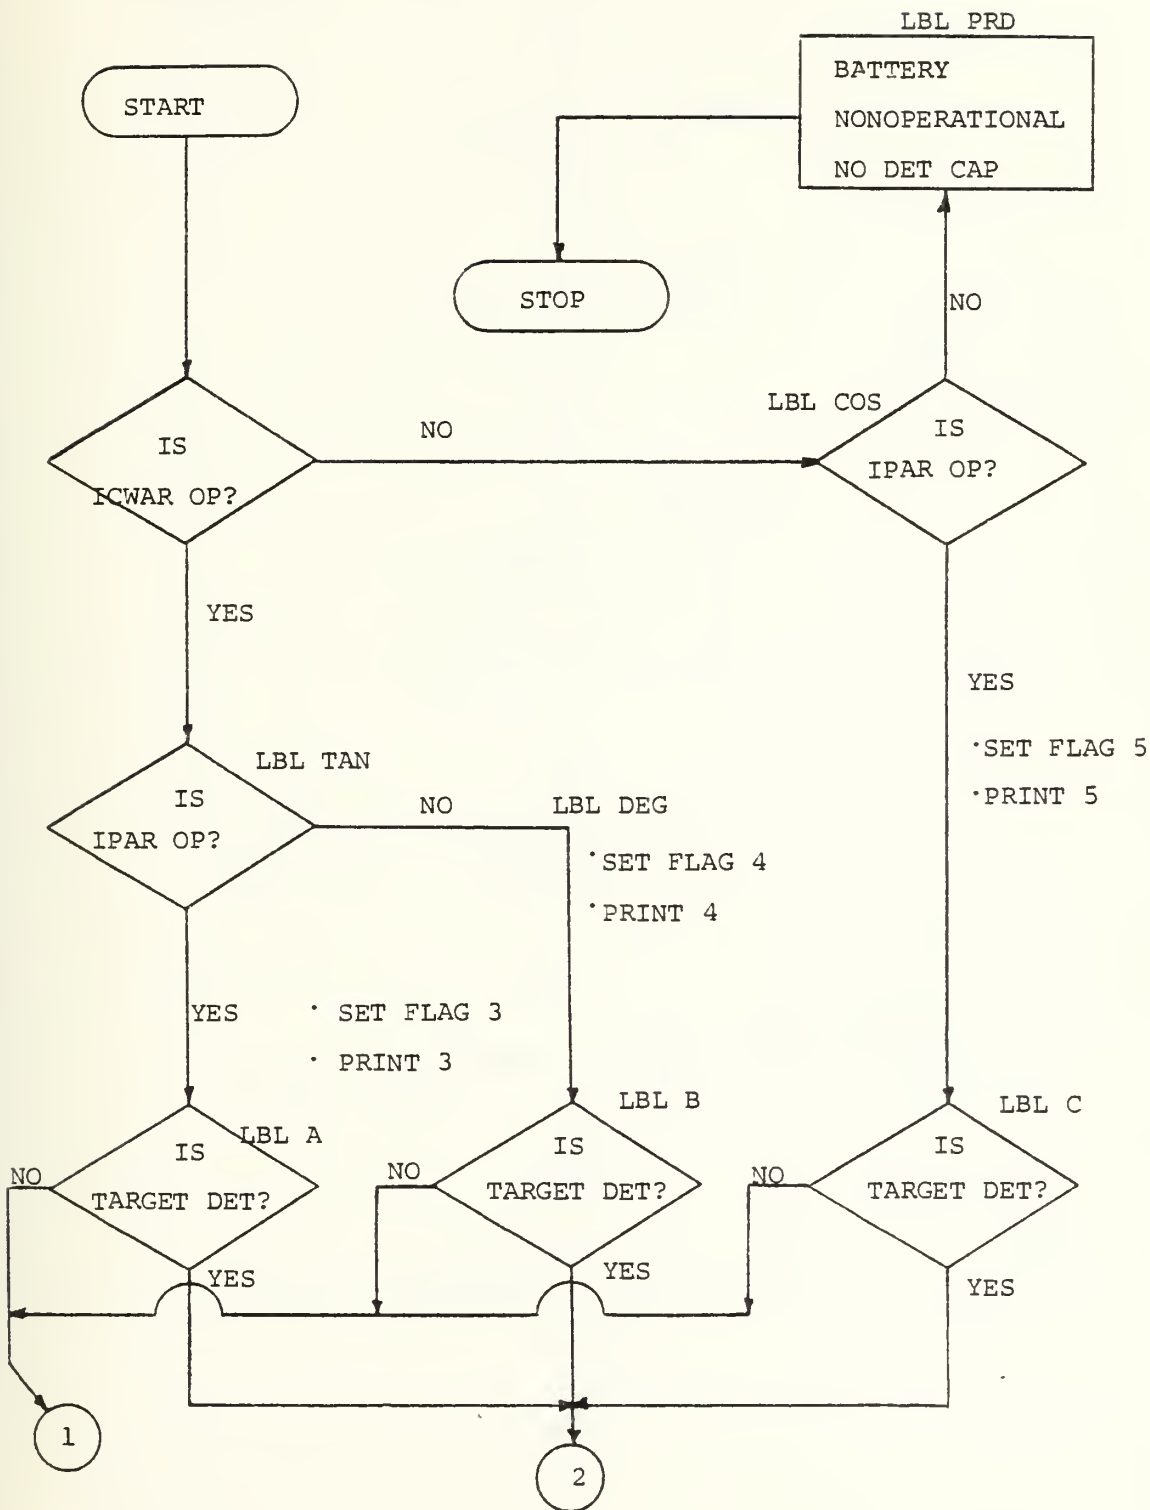 LBL PRD
BATTERY
NONOPERATIONAL
NO DET CAP
START
STOP
NO
LBL COS
IS
IPAR OP?
IS
ICWAR OP?
NO
YES
YES
·SET FLAG 5
·PRINT 5
LBL TAN
IS
IPAR OP?
NO
LBL DEG
·SET FLAG 4
·PRINT 4
YES
· SET FLAG 3
· PRINT 3
LBL A
IS
TARGET DET?
NO
YES
LBL B
IS
TARGET DET?
NO
YES
LBL C
IS
TARGET DET?
NO
YES
1
2